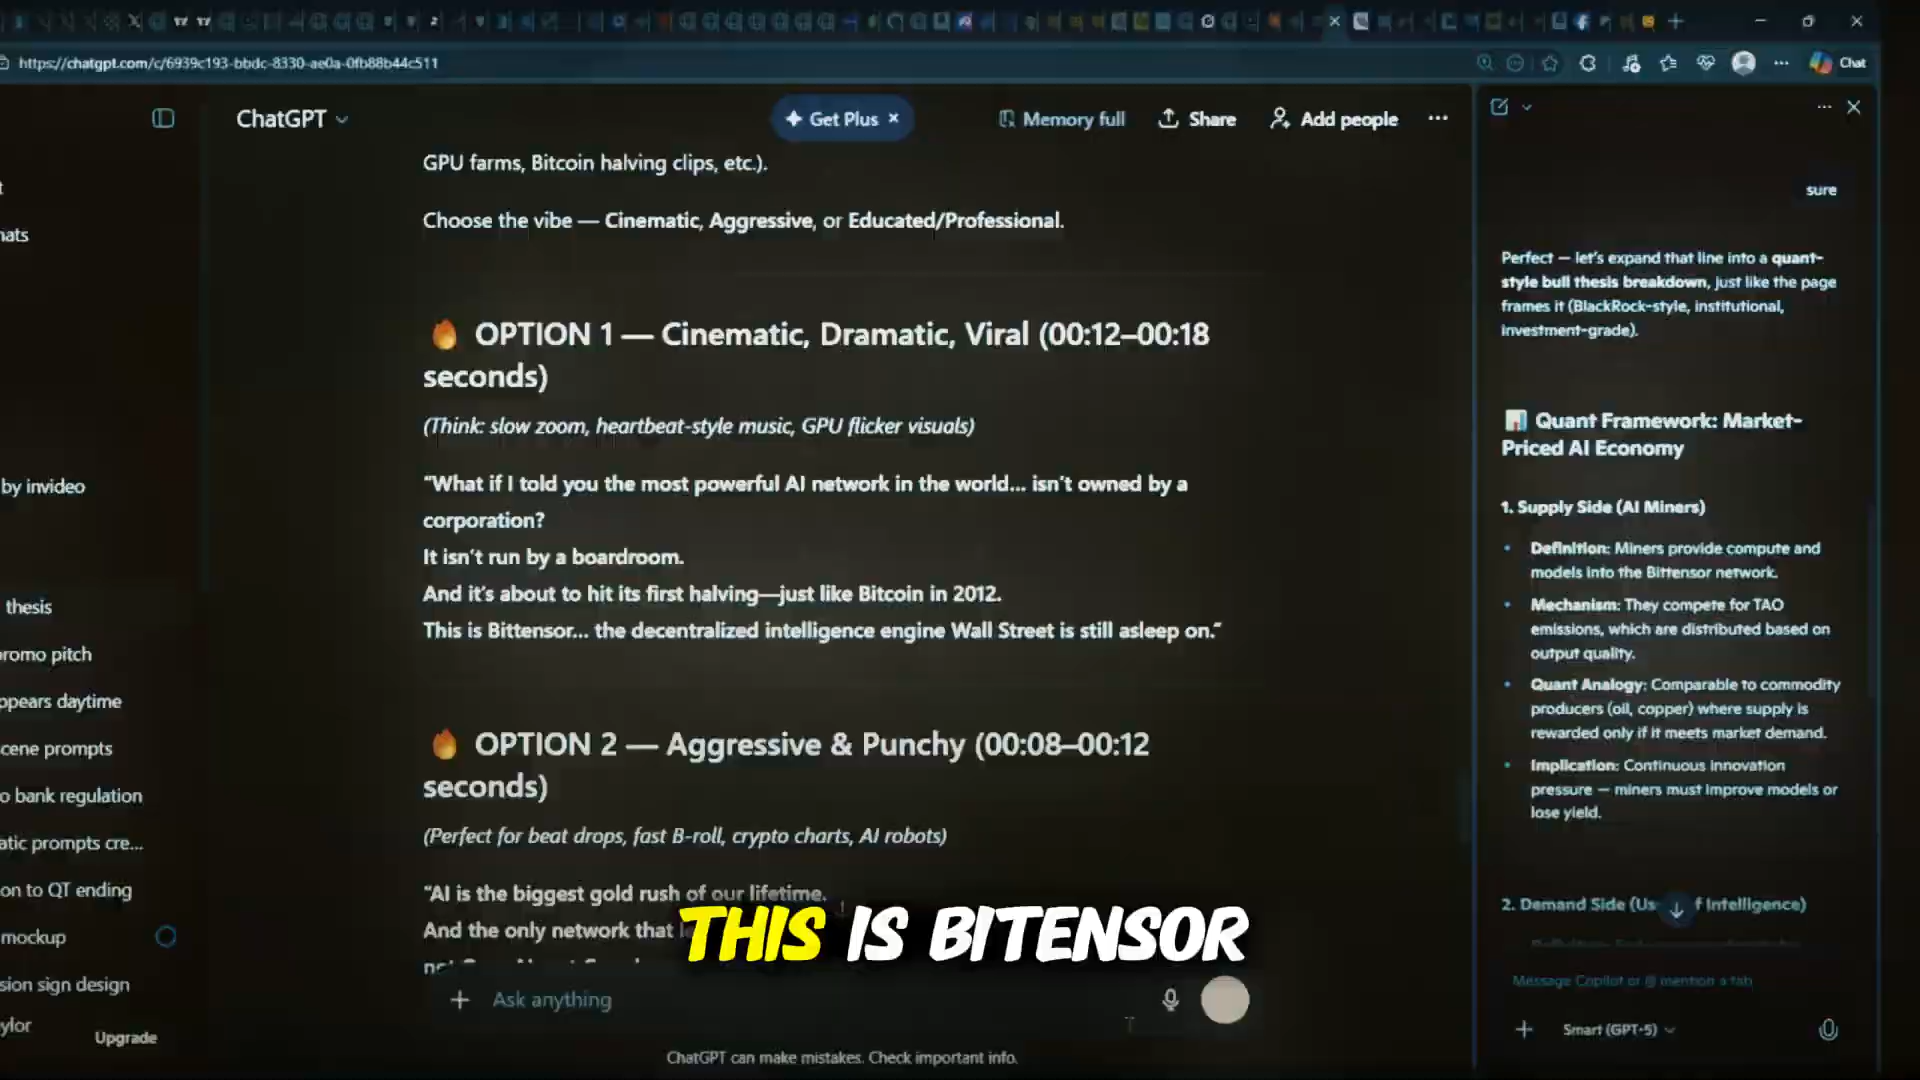 https://chatgpt.com/c/6939c193-bbdc-8330-ae0a-0fb88b44c511
Chat
ChatGPT
Get Plus
Memory full
Share
Add people
GPU farms, Bitcoin halving clips, etc.).
Choose the vibe — Cinematic, Aggressive, or Educated/Professional.
🔥 OPTION 1 — Cinematic, Dramatic, Viral (00:12–00:18
seconds)
(Think: slow zoom, heartbeat-style music, GPU flicker visuals)
“What if I told you the most powerful AI network in the world... isn’t owned by a
corporation?
It isn’t run by a boardroom.
And it’s about to hit its first halving—just like Bitcoin in 2012.
This is Bittensor... the decentralized intelligence engine Wall Street is still asleep on.”
🔥 OPTION 2 — Aggressive & Punchy (00:08–00:12
seconds)
(Perfect for beat drops, fast B-roll, crypto charts, AI robots)
“AI is the biggest gold rush of our lifetime.
And the only network that
THIS IS BITENSOR
Ask anything
ChatGPT can make mistakes. Check important info.
by invideo
thesis
promo pitch
ppears daytime
cene prompts
o bank regulation
atic prompts cre...
on to QT ending
mockup
sion sign design
ylor
Upgrade
sure
Perfect — let’s expand that line into a quant-
style bull thesis breakdown, just like the page
frames it (BlackRock-style, institutional,
investment-grade).
📊 Quant Framework: Market-
Priced AI Economy
1. Supply Side (AI Miners)
• Definition: Miners provide compute and
models into the Bittensor network.
• Mechanism: They compete for TAO
emissions, which are distributed based on
output quality.
• Quant Analogy: Comparable to commodity
producers (oil, copper) where supply is
rewarded only if it meets market demand.
• Implication: Continuous innovation
pressure — miners must improve models or
lose yield.
2. Demand Side (Us f Intelligence)
Message Copilot or @ mention a tab
Smart (GPT-5)